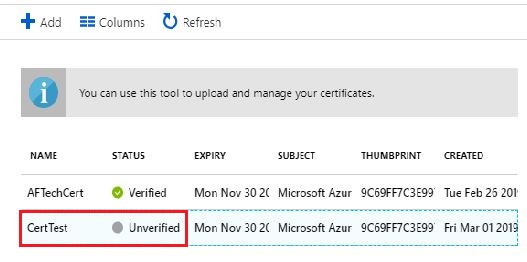 Add Columns Refresh
You can use this tool to upload and manage your certificates.
NAME STATUS EXPIRY SUBJECT THUMBPRINT CREATED
AFTechCert Verified Mon Nov 30 20 Microsoft Azur 9C69FF7C3E99 Tue Feb 26 201
CertTest Unverified Mon Nov 30 20 Microsoft Azur 9C69FF7C3E99 Fri Mar 01 2019